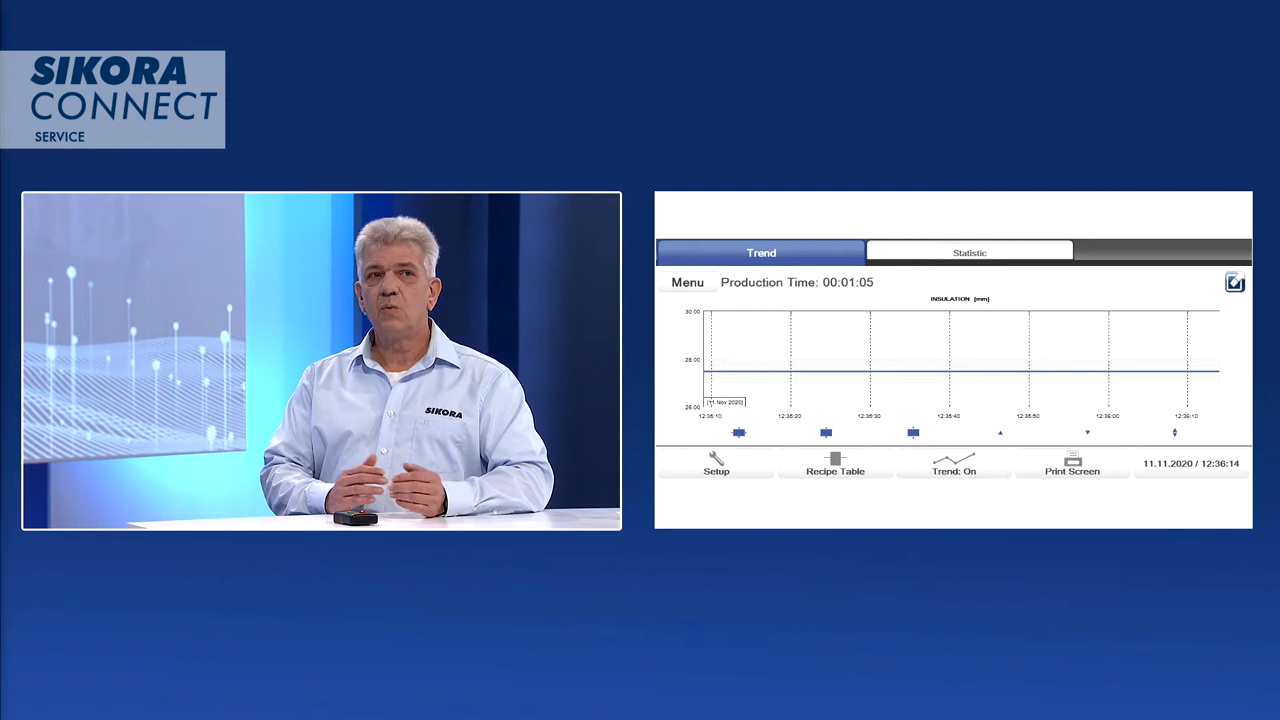 SIKORA
CONNECT
SERVICE
SIKORA
Trend
Statistic
Menu
Production Time: 00:01:05
INSULATION [mm]
30.00
28.00
26.00
[11 Nov 2020]
12:35:10
12:35:20
12:35:30
12:35:40
12:35:50
12:36:00
12:36:10
Setup
Recipe Table
Trend: On
Print Screen
11.11.2020 / 12:36:14